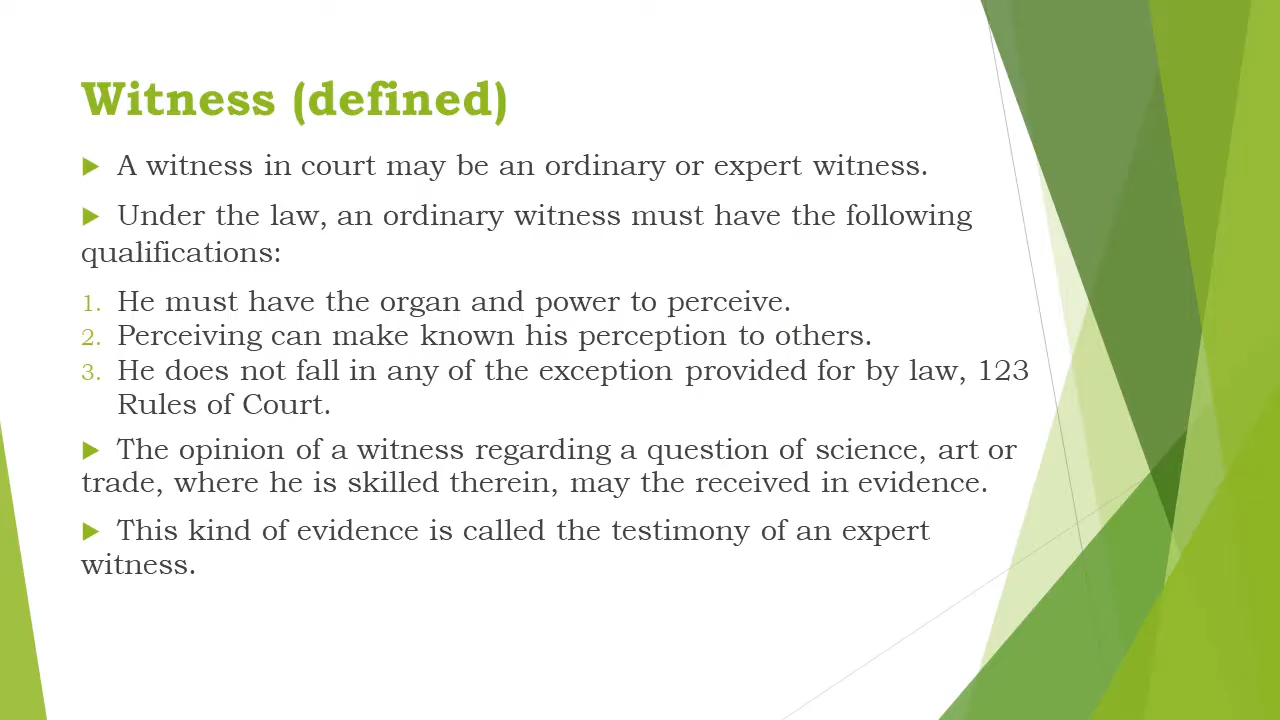 Witness (defined)
A witness in court may be an ordinary or expert witness.
Under the law, an ordinary witness must have the following
qualifications:
1. He must have the organ and power to perceive.
2. Perceiving can make known his perception to others.
3. He does not fall in any of the exception provided for by law, 123
Rules of Court.
The opinion of a witness regarding a question of science, art or
trade, where he is skilled therein, may the received in evidence.
This kind of evidence is called the testimony of an expert
witness.